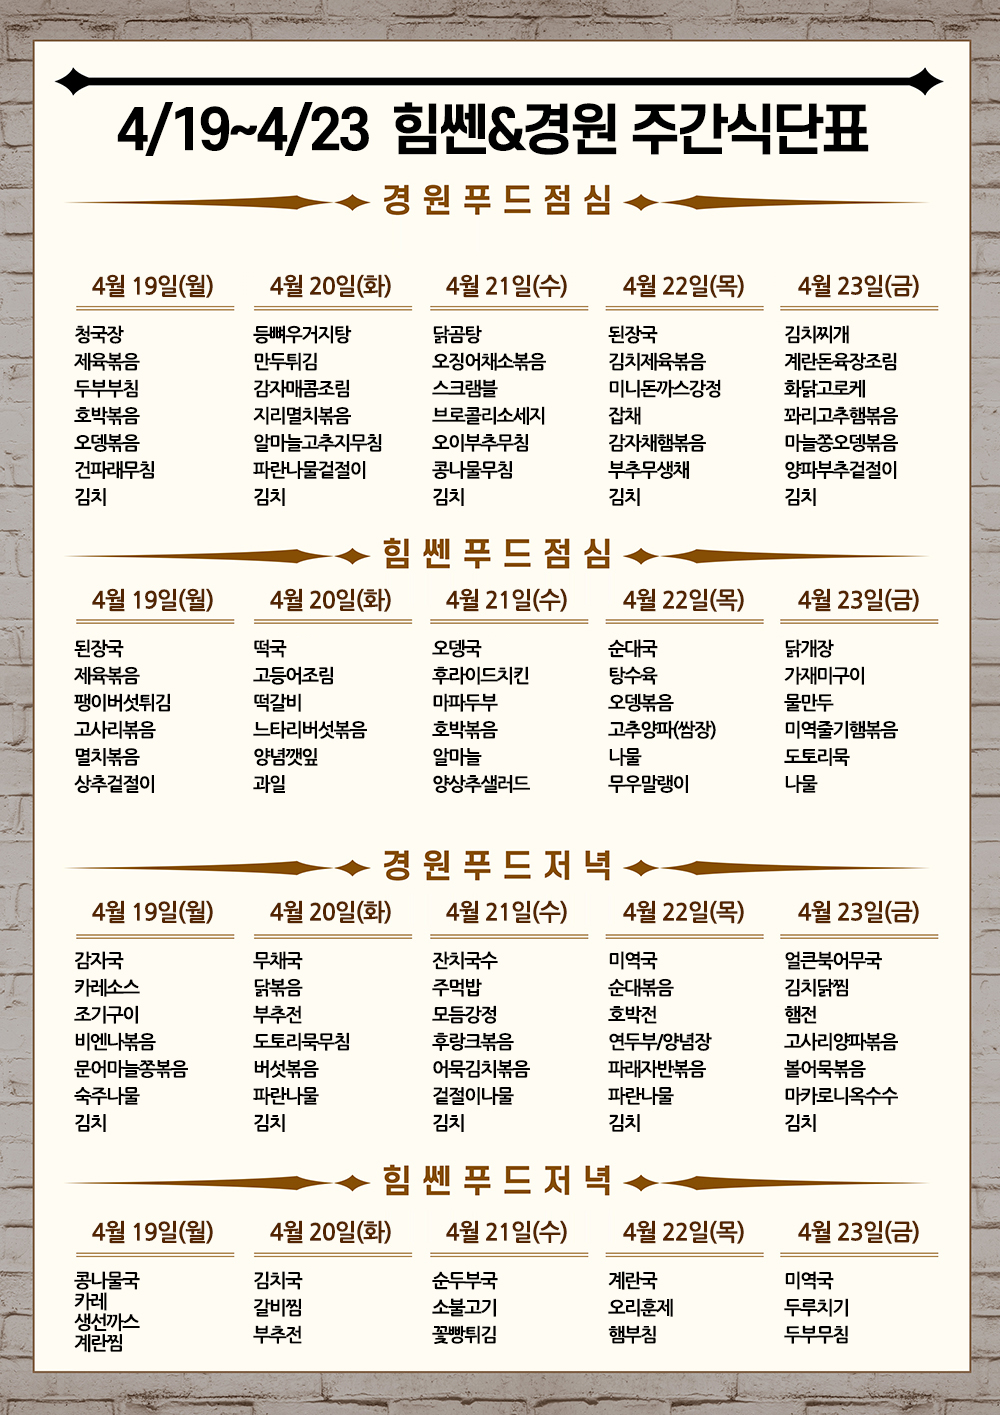 4/19~4/23 힘쎈&경원 주간식단표
경원푸드점심
4월 19일(월) 4월 20일(화) 4월 21일(수) 4월 22일(목) 4월 23일(금)
청국장 등뼈우거지탕 닭곰탕 된장국 김치찌개
제육볶음 만두튀김 오징어채소볶음 김치제육볶음 계란돈육장조림
두부부침 감자매콤조림 스크램블 미니돈까스강정 화닭고로케
호박볶음 지리멸치볶음 브로콜리소세지 잡채 꽈리고추햄볶음
오뎅볶음 알마늘고추지무침 오이부추무침 감자채햄볶음 마늘쫑오뎅볶음
건파래무침 파란나물겉절이 콩나물무침 부추무생채 양파부추겉절이
김치 김치 김치 김치 김치
힘쎈푸드점심
4월 19일(월) 4월 20일(화) 4월 21일(수) 4월 22일(목) 4월 23일(금)
된장국 떡국 오뎅국 순대국 닭개장
제육볶음 고등어조림 후라이드치킨 탕수육 가재미구이
팽이버섯튀김 떡갈비 마파두부 오뎅볶음 물만두
고사리볶음 느타리버섯볶음 호박볶음 고추양파(쌈장) 미역줄기햄볶음
멸치볶음 양념깻잎 알마늘 나물 도토리묵
상추겉절이 과일 양상추샐러드 무우말랭이 나물
경원푸드저녁
4월 19일(월) 4월 20일(화) 4월 21일(수) 4월 22일(목) 4월 23일(금)
감자국 무채국 잔치국수 미역국 얼큰북어무국
카레소스 닭볶음 주먹밥 순대볶음 김치닭찜
조기구이 부추전 모듬강정 호박전 햄전
비엔나볶음 도토리묵무침 후랑크볶음 연두부/양념장 고사리양파볶음
문어마늘쫑볶음 버섯볶음 어묵김치볶음 파래자반볶음 볼어묵볶음
숙주나물 파란나물 겉절이나물 파란나물 마카로니옥수수
김치 김치 김치 김치 김치
힘쎈푸드저녁
4월 19일(월) 4월 20일(화) 4월 21일(수) 4월 22일(목) 4월 23일(금)
콩나물국 김치국 순두부국 계란국 미역국
카레 갈비찜 소불고기 오리훈제 두루치기
생선까스 부추전 꽃빵튀김 햄부침 두부무침
계란찜